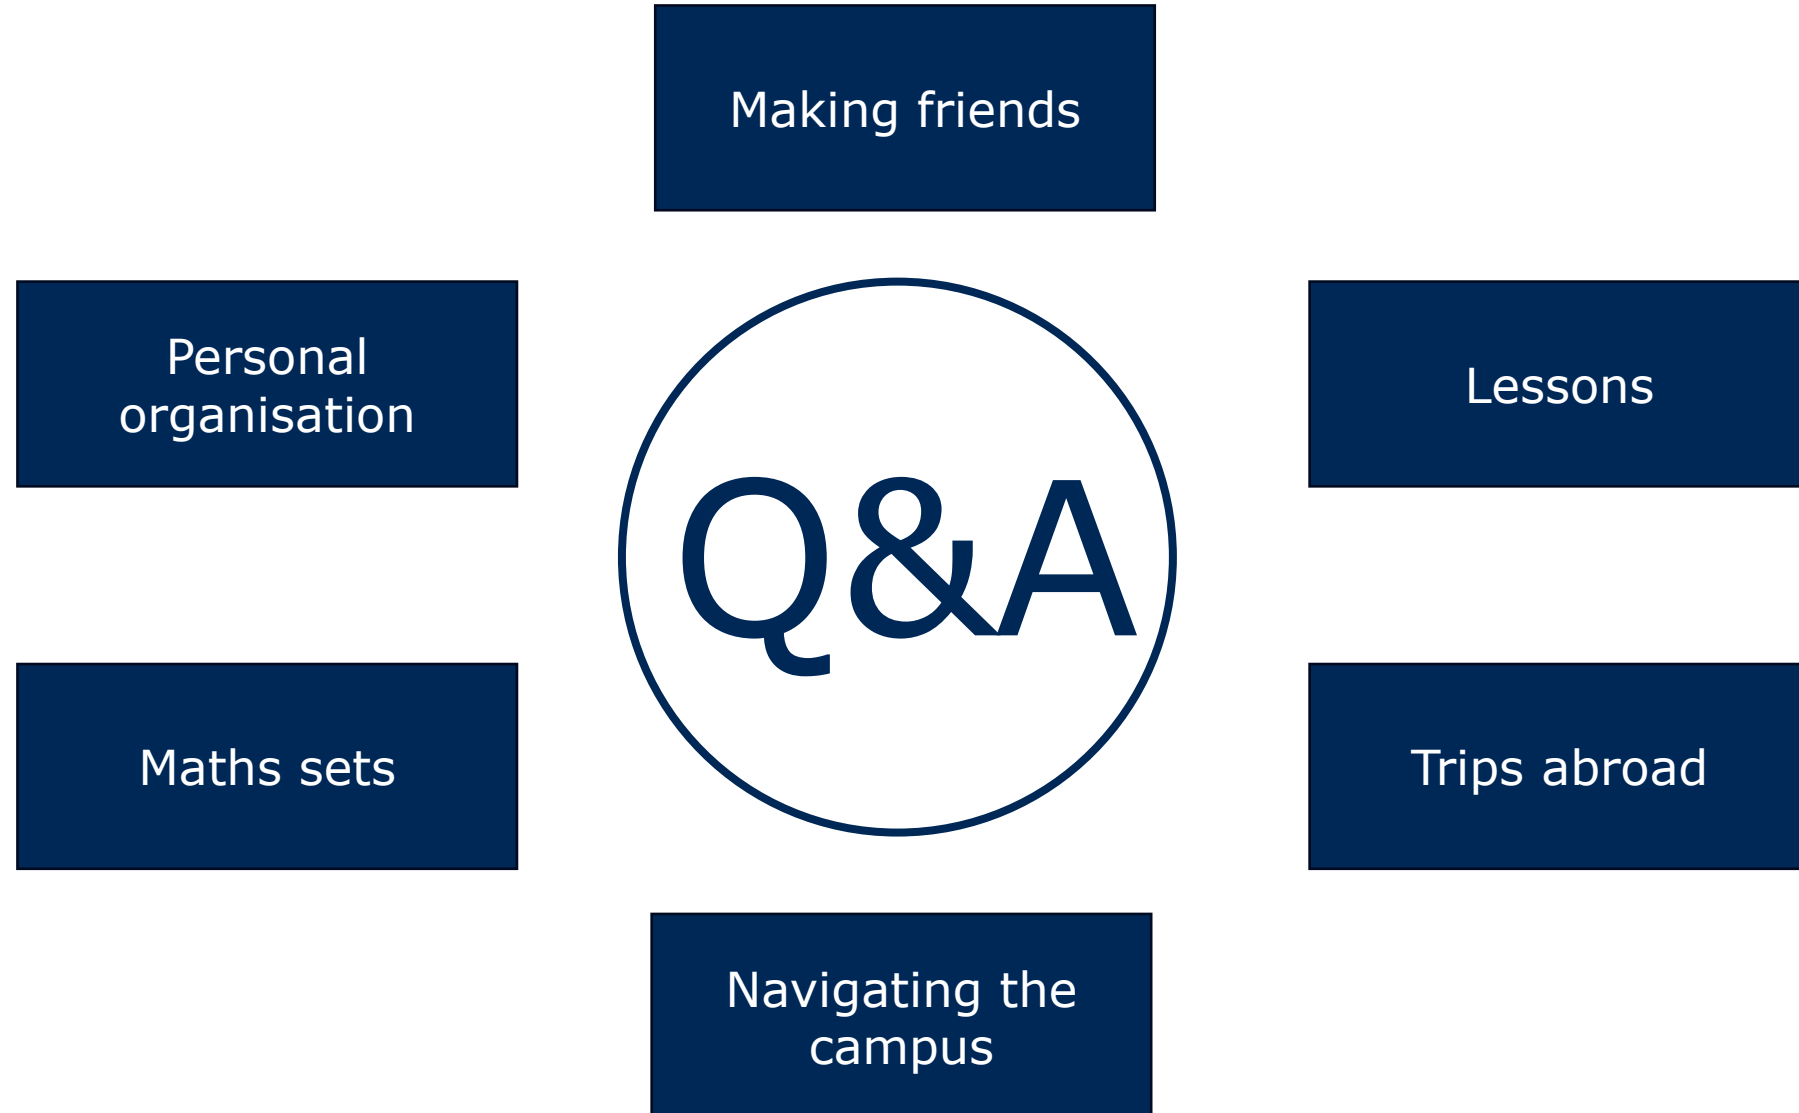 Making friends
Personal
organisation
Lessons
Q&A
Maths sets
Trips abroad
Navigating the
campus